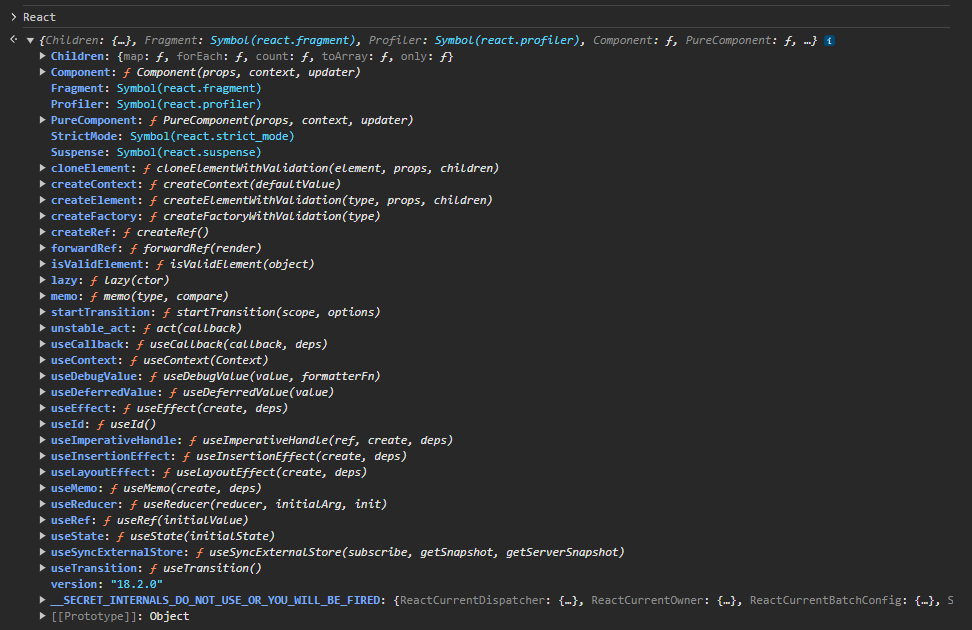 React
{Children: {…}, Fragment: Symbol(react.fragment), Profiler: Symbol(react.profiler), Component: ƒ, PureComponent: ƒ, …} i
Children: {map: ƒ, forEach: ƒ, count: ƒ, toArray: ƒ, only: ƒ}
Component: ƒ Component(props, context, updater)
Fragment: Symbol(react.fragment)
Profiler: Symbol(react.profiler)
PureComponent: ƒ PureComponent(props, context, updater)
StrictMode: Symbol(react.strict_mode)
Suspense: Symbol(react.suspense)
cloneElement: ƒ cloneElementWithValidation(element, props, children)
createContext: ƒ createContext(defaultValue)
createElement: ƒ createElementWithValidation(type, props, children)
createFactory: ƒ createFactoryWithValidation(type)
createRef: ƒ createRef()
forwardRef: ƒ forwardRef(render)
isValidElement: ƒ isValidElement(object)
lazy: ƒ lazy(ctor)
memo: ƒ memo(type, compare)
startTransition: ƒ startTransition(scope, options)
unstable_act: ƒ act(callback)
useCallback: ƒ useCallback(callback, deps)
useContext: ƒ useContext(Context)
useDebugValue: ƒ useDebugValue(value, formatterFn)
useDeferredValue: ƒ useDeferredValue(value)
useEffect: ƒ useEffect(create, deps)
useId: ƒ useId()
useImperativeHandle: ƒ useImperativeHandle(ref, create, deps)
useInsertionEffect: ƒ useInsertionEffect(create, deps)
useLayoutEffect: ƒ useLayoutEffect(create, deps)
useMemo: ƒ useMemo(create, deps)
useReducer: ƒ useReducer(reducer, initialArg, init)
useRef: ƒ useRef(initialValue)
useState: ƒ useState(initialState)
useSyncExternalStore: ƒ useSyncExternalStore(subscribe, getSnapshot, getServerSnapshot)
useTransition: ƒ useTransition()
version: "18.2.0"
__SECRET_INTERNALS_DO_NOT_USE_OR_YOU_WILL_BE_FIRED: {ReactCurrentDispatcher: {…}, ReactCurrentOwner: {…}, ReactCurrentBatchConfig: {…}, S
[[Prototype]]: Object